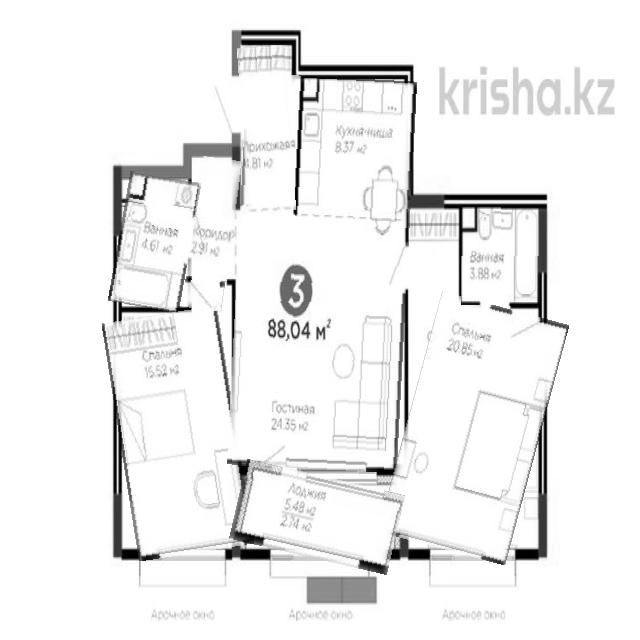 krisha.kz
Кухня-ниша
8.37 м²
Прихожая
4.81 м²
Ванная
4.61 м²
Коридор
2.91 м²
Ванная
3.88 м²
3
88,04 м²
Спальня
15.52 м²
Спальня
20.85 м²
Гостиная
24.35 м²
Лоджия
5.48 м²
2.74 м²
Арочное окно
Арочное окно
Арочное окно